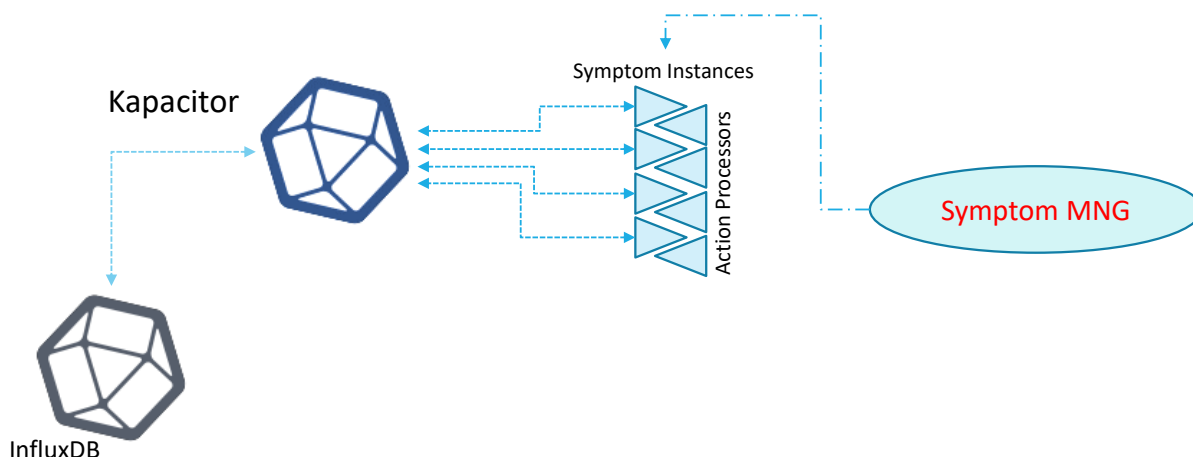 Symptom Instances
Kapacitor
Action Processors
Symptom MNG
InfluxDB